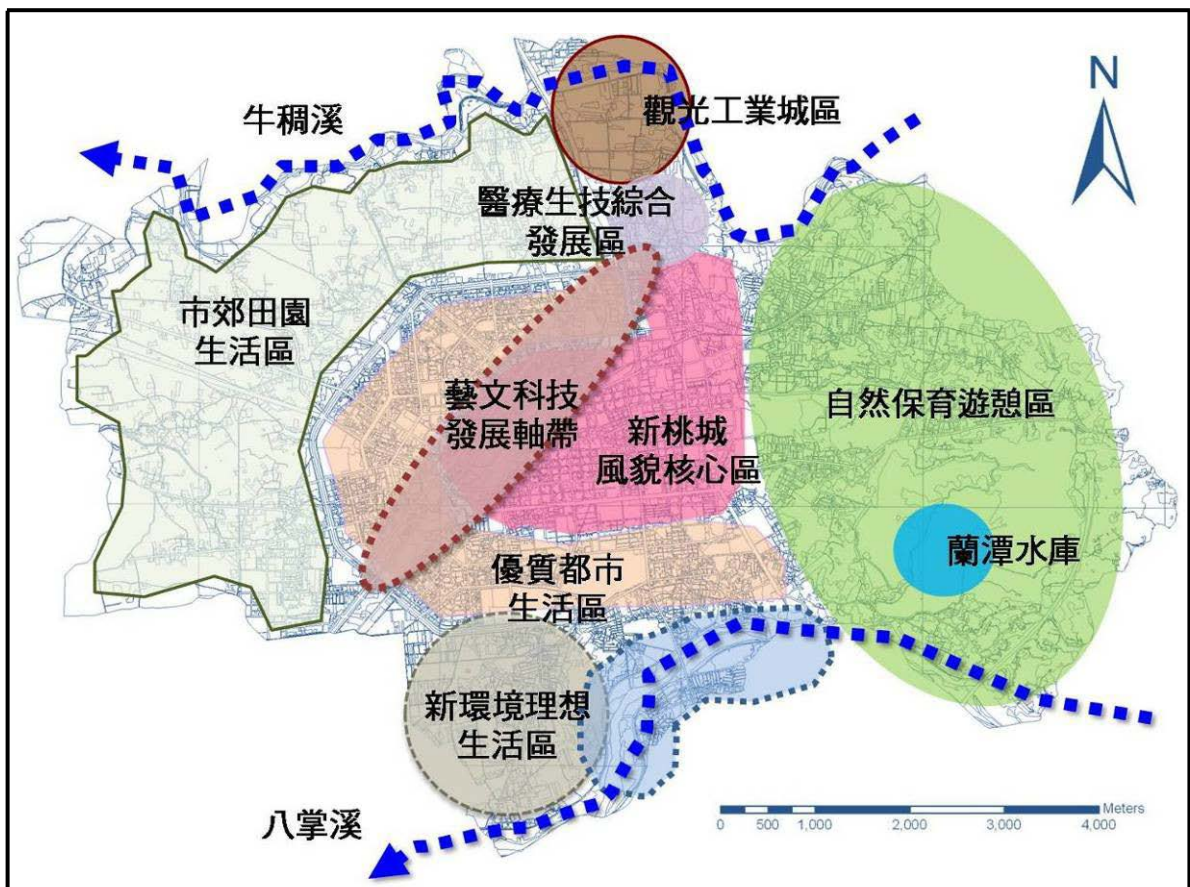 N
牛稠溪
觀光工業城區
醫療生技綜合
發展區
市郊田園
生活區
藝文科技
發展軸帶
新桃城
風貌核心區
自然保育遊憩區
蘭潭水庫
優質都市
生活區
新環境理想
生活區
八掌溪
Meters
0 500 1,000 2,000 3,000 4,000